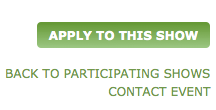 APPLY TO THIS SHOW
BACK TO PARTICIPATING SHOWS
CONTACT EVENT